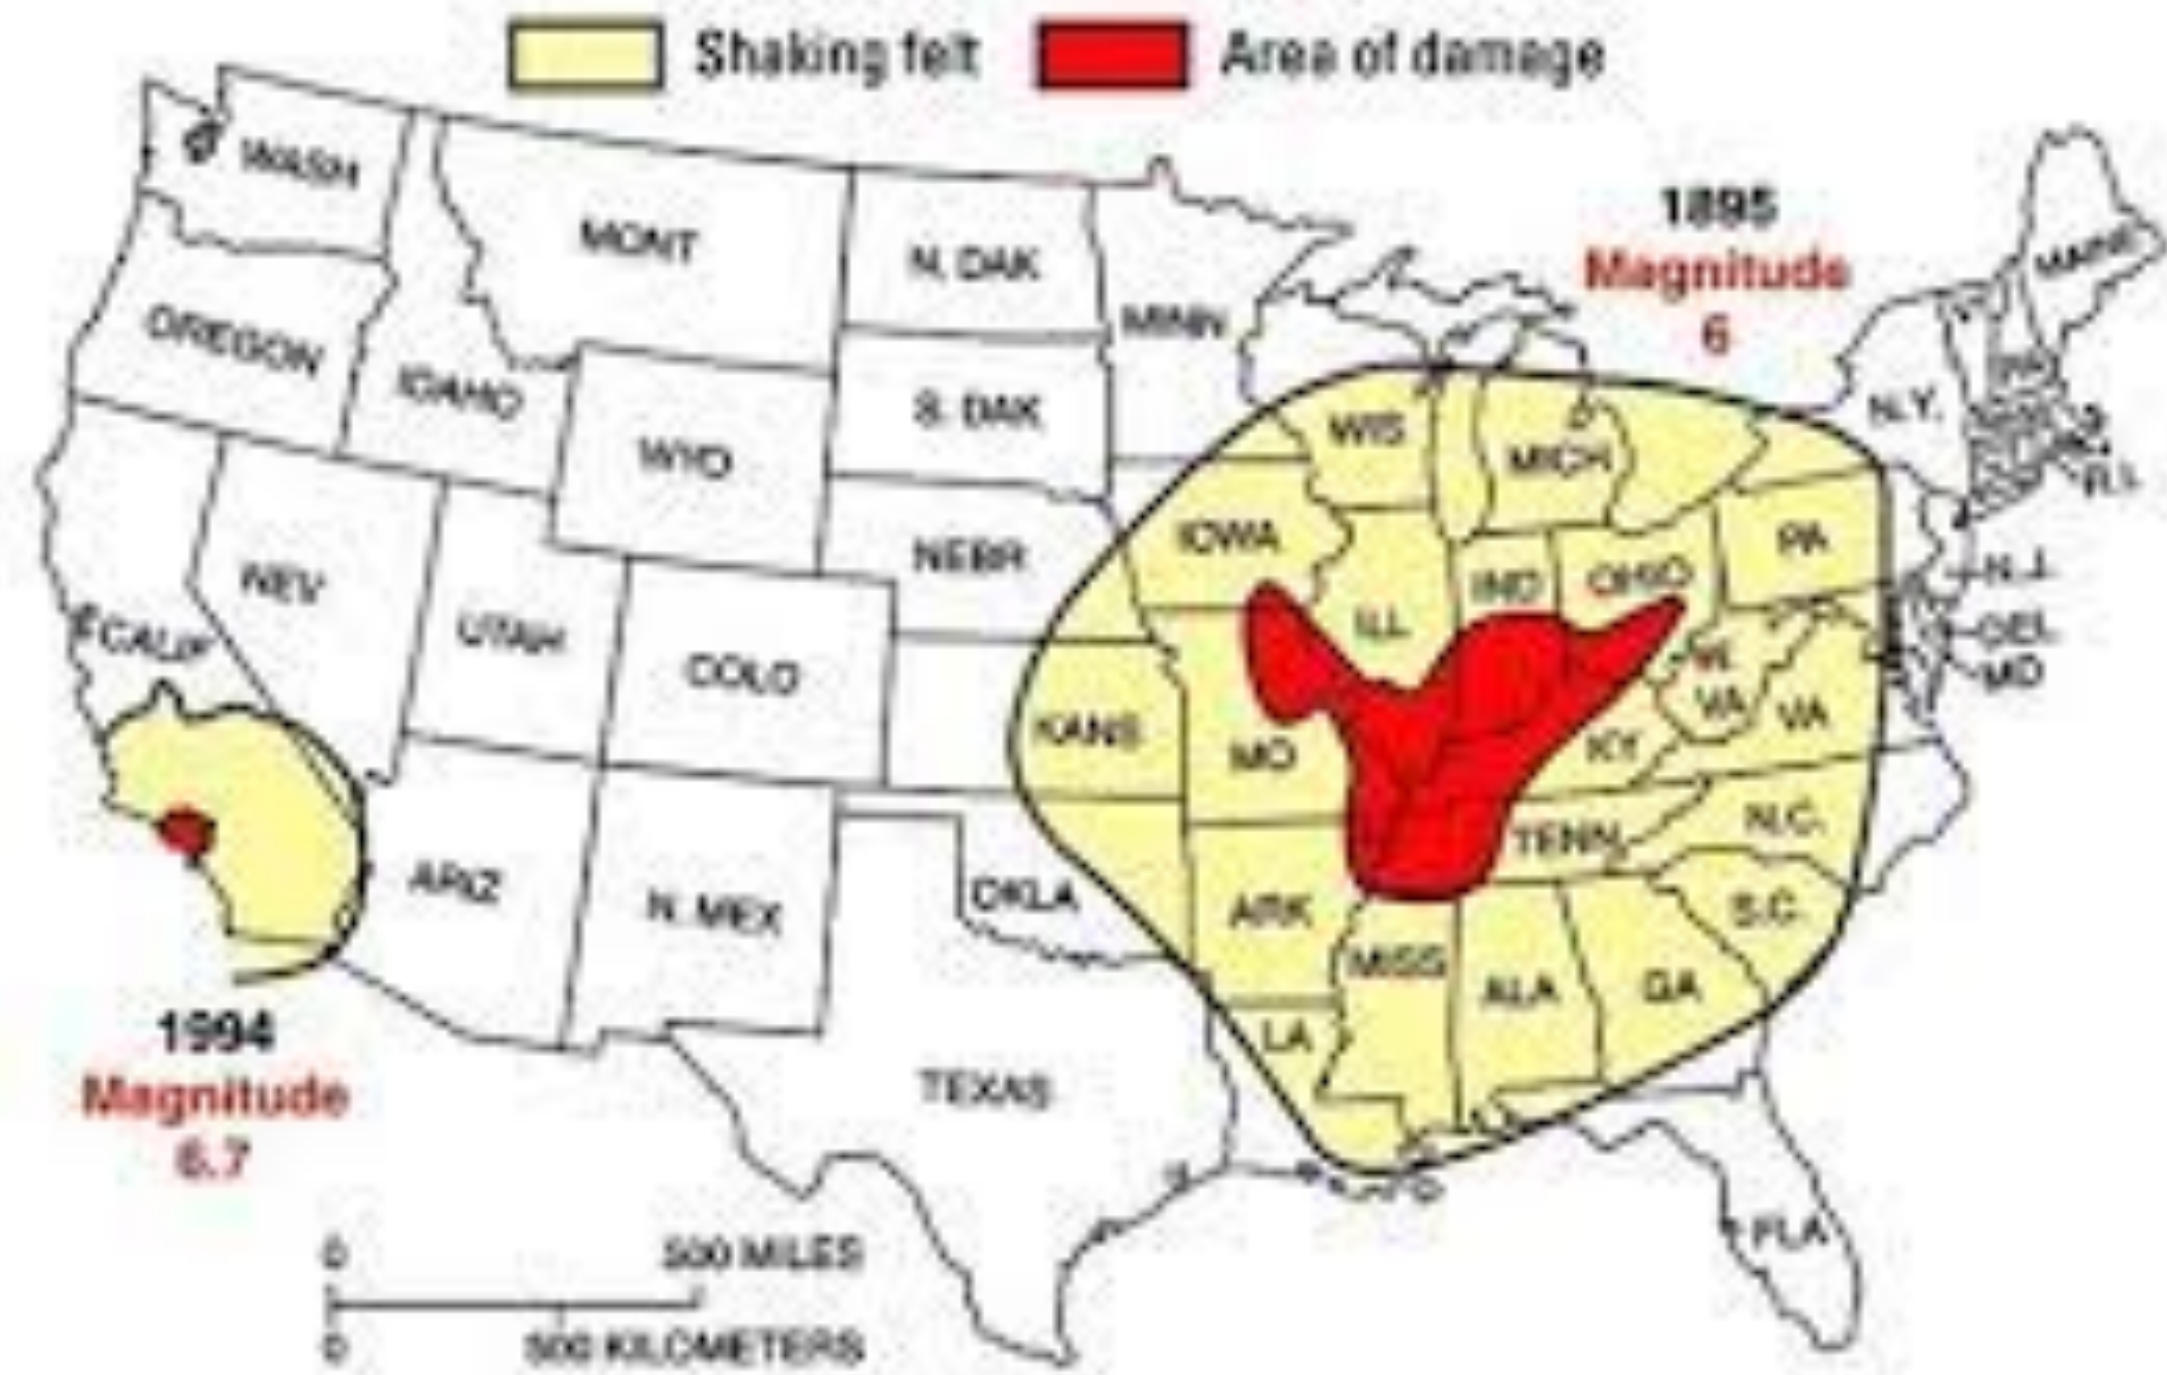 Shaking felt
Area of damage
1895
Magnitude
6
WASH
MONT
N. DAK
MINN
MAINE
OREGON
IDAHO
S. DAK
N.Y.
WYO
WIS
MICH
R.I.
NEBR
IOWA
PA
NEV
IND
OHIO
N.J.
CALIF
UTAH
ILL
DEL
COLO
W
VA
VA
MD
KANS
MO
KY
ARIZ
N. MEX
OKLA
ARK
TENN
N.C.
S.C.
MISS
ALA
GA
LA
TEXAS
FLA
1994
Magnitude
6.7
0
500 MILES
0
500 KILOMETERS